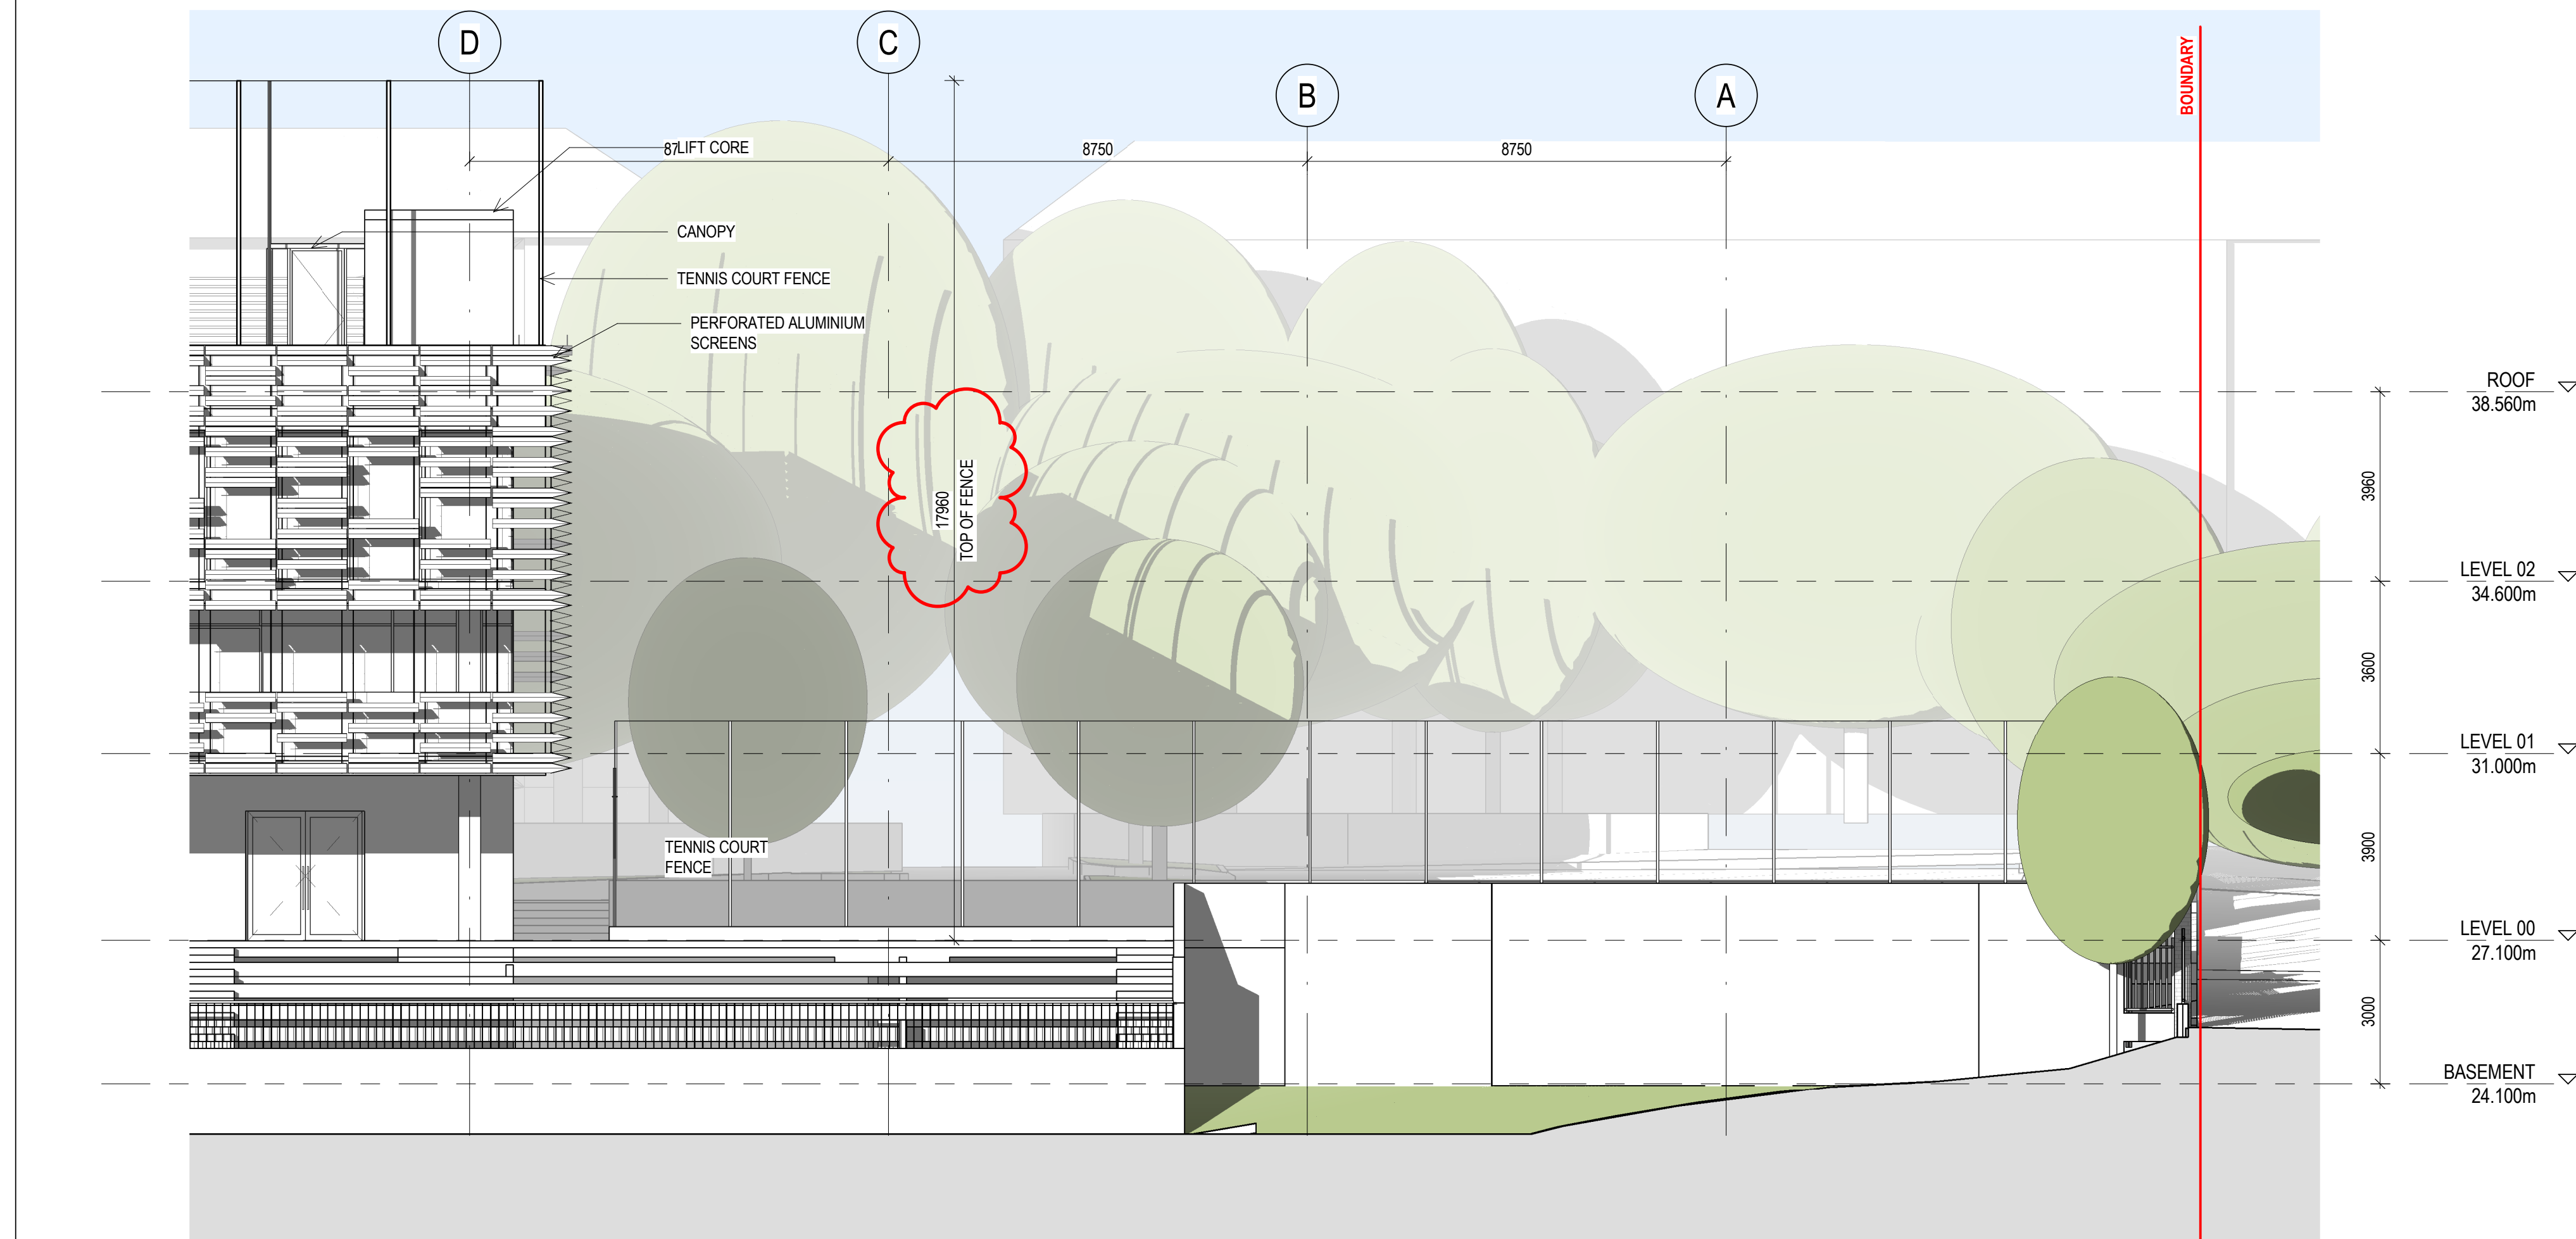 D
C
B
A
BOUNDARY
87
LIFT CORE
8750
8750
CANOPY
TENNIS COURT FENCE
PERFORATED ALUMINIUM
SCREENS
ROOF
38.560m
3960
17960
TOP OF FENCE
LEVEL 02
34.600m
3600
LEVEL 01
31.000m
TENNIS COURT
FENCE
3900
LEVEL 00
27.100m
3000
BASEMENT
24.100m